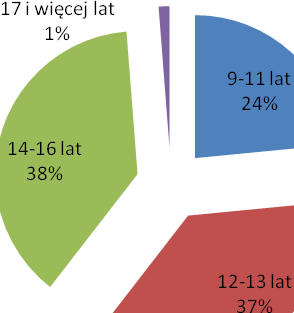 17 i więcej lat
1%
9-11 lat
24%
14-16 lat
38%
12-13 lat
37%